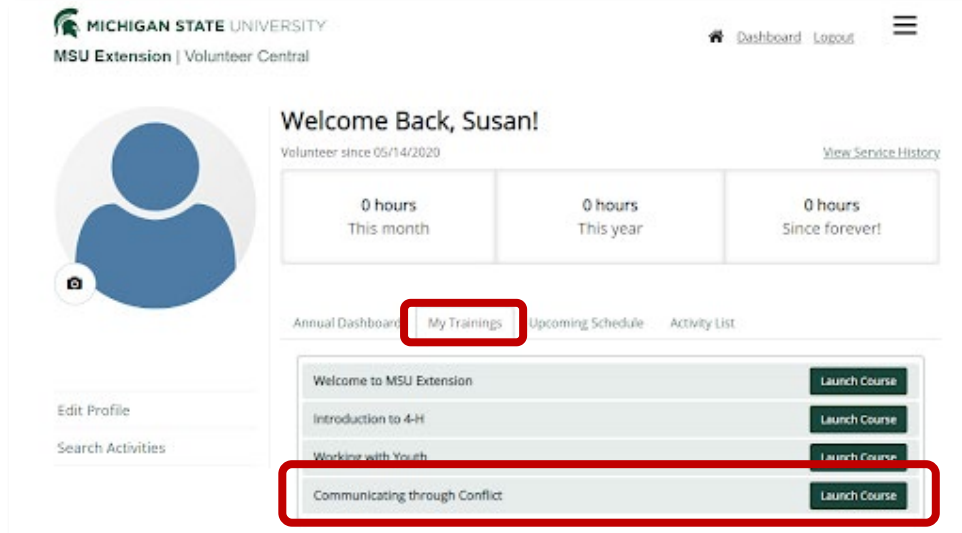 MICHIGAN STATE UNIVERSITY
MSU Extension | Volunteer Central
Dashboard Logout
Welcome Back, Susan!
Volunteer since 05/14/2020
View Service History
0 hours
This month
0 hours
This year
0 hours
Since forever!
Annual Dashboard My Trainings Upcoming Schedule Activity List
Welcome to MSU Extension Launch Course
Introduction to 4-H Launch Course
Working with Youth Launch Course
Communicating through Conflict Launch Course
Edit Profile
Search Activities